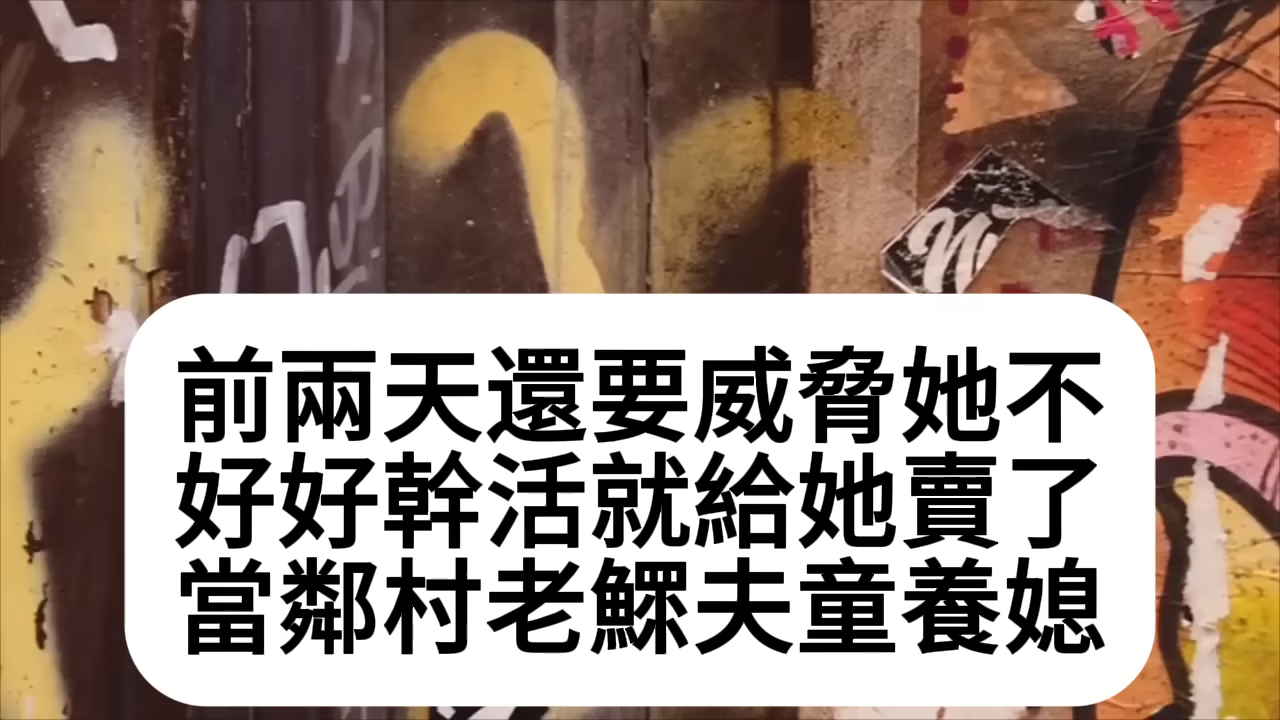 前兩天還要威脅她不
好好幹活就給她賣了
當鄰村老鰥夫童養媳